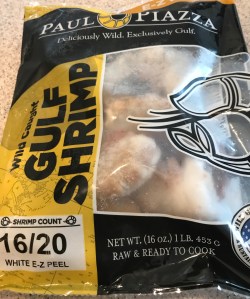 PAUL PIAZZA
Deliciously Wild. Exclusively Gulf.
Wild Caught
GULF
SHRIMP
SHRIMP COUNT
16/20
WHITE E-Z PEEL
NET WT. (16 oz.) 1 LB. 453 G
RAW & READY TO COOK